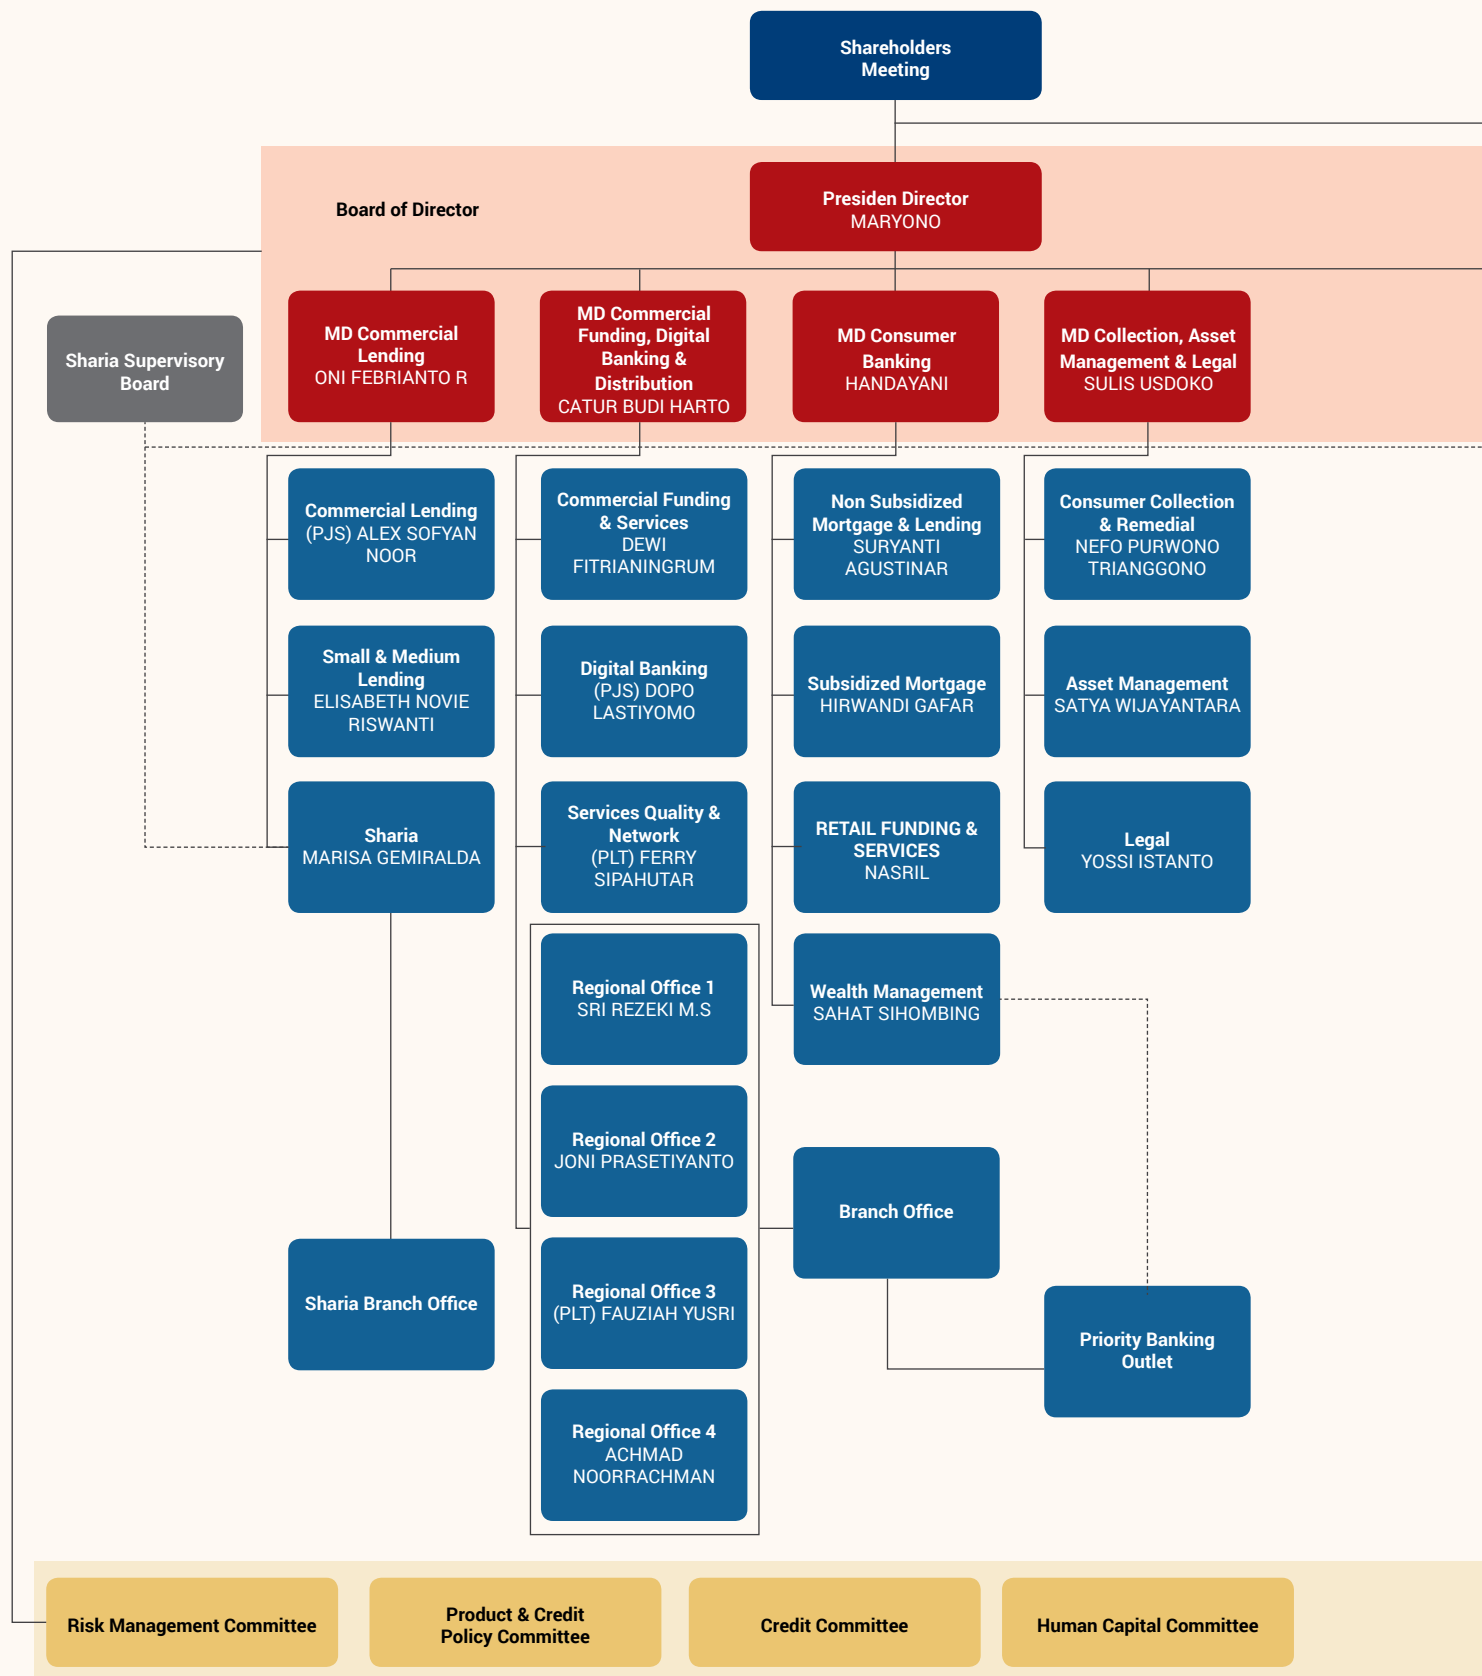 Shareholders
Meeting
Board of Director
Presiden Director
MARYONO
Sharia Supervisory
Board
MD Commercial
Lending
ONI FEBRIANTO R
MD Commercial
Funding, Digital
Banking &
Distribution
CATUR BUDI HARTO
MD Consumer
Banking
HANDAYANI
MD Collection, Asset
Management & Legal
SULIS USDOKO
Commercial Lending
(PJS) ALEX SOFYAN
NOOR
Commercial Funding
& Services
DEWI
FITRIANINGRUM
Non Subsidized
Mortgage & Lending
SURYANTI
AGUSTINAR
Consumer Collection
& Remedial
NEFO PURWONO
TRIANGGONO
Small & Medium
Lending
ELISABETH NOVIE
RISWANTI
Digital Banking
(PJS) DOPO
LASTIYOMO
Subsidized Mortgage
HIRWANDI GAFAR
Asset Management
SATYA WIJAYANTARA
Sharia
MARISA GEMIRALDA
Services Quality &
Network
(PLT) FERRY
SIPAHUTAR
RETAIL FUNDING &
SERVICES
NASRIL
Legal
YOSSI ISTANTO
Regional Office 1
SRI REZEKI M.S
Wealth Management
SAHAT SIHOMBING
Regional Office 2
JONI PRASETIYANTO
Branch Office
Sharia Branch Office
Regional Office 3
(PLT) FAUZIAH YUSRI
Priority Banking
Outlet
Regional Office 4
ACHMAD
NOORRACHMAN
Risk Management Committee
Product & Credit
Policy Committee
Credit Committee
Human Capital Committee